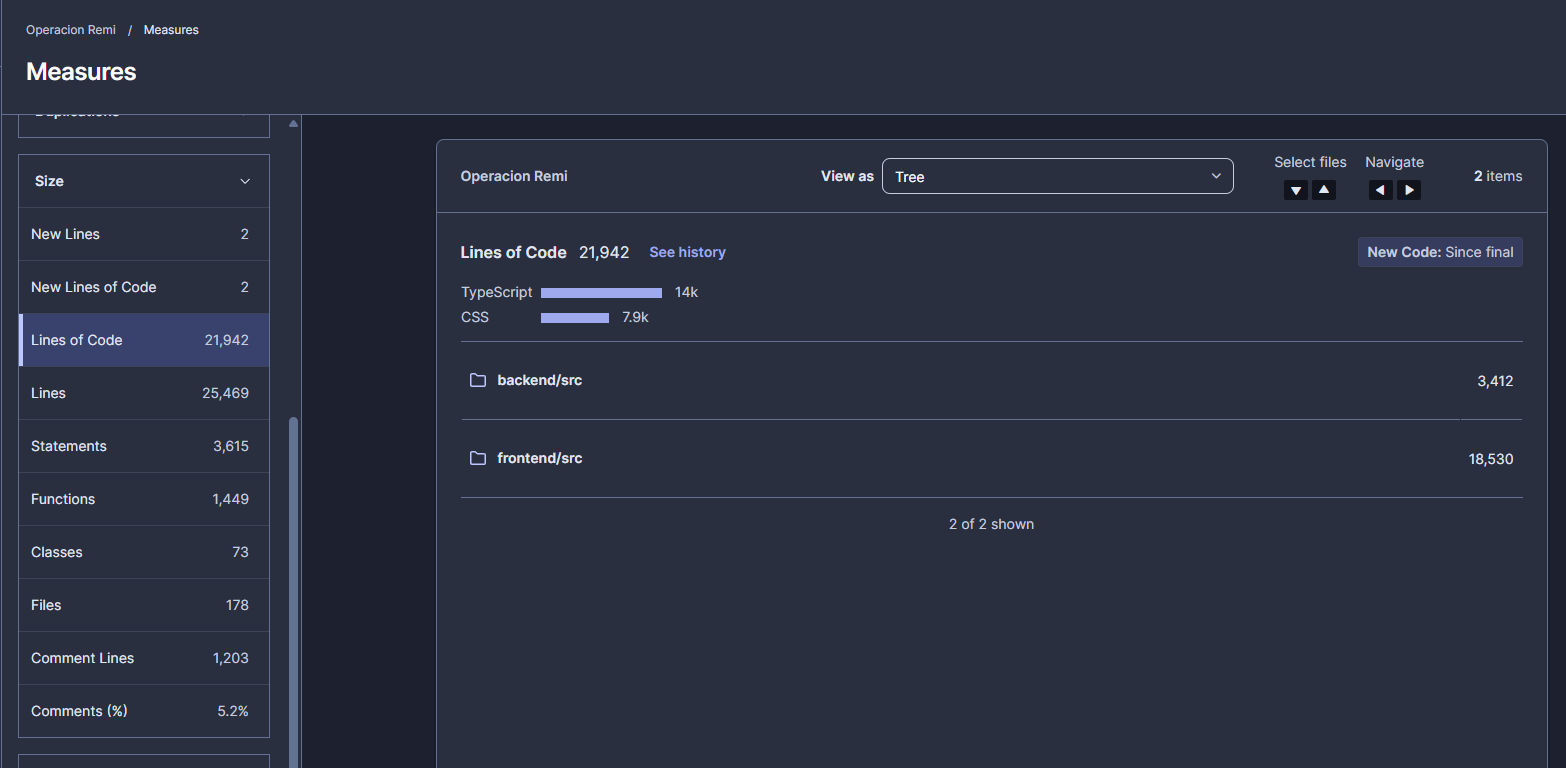 Operacion Remi / Measures
Measures
Duplications
Size
New Lines 2
New Lines of Code 2
Lines of Code 21,942
Lines 25,469
Statements 3,615
Functions 1,449
Classes 73
Files 178
Comment Lines 1,203
Comments (%) 5.2%
Operacion Remi
View as Tree
Select files
Navigate
2 items
Lines of Code 21,942 See history
New Code: Since final
TypeScript 14k
CSS 7.9k
backend/src 3,412
frontend/src 18,530
2 of 2 shown